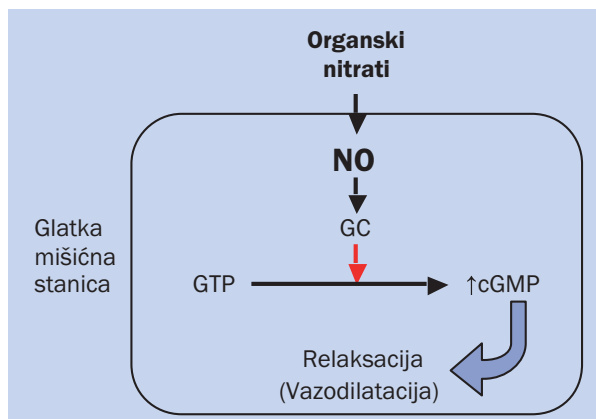 Organski
nitrati
NO
Glatka
mišićna
stanica
GC
GTP
↑cGMP
Relaksacija
(Vazodilatacija)